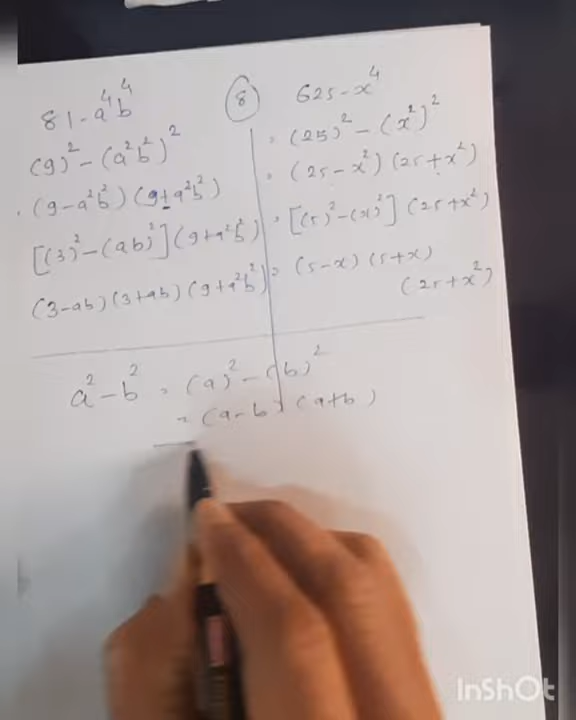 81 - a⁴b⁴
(9)² - (a²b²)²
(9 - a²b²) (9 + a²b²)
[(3)² - (ab)²] (9 + a²b²)
(3 - ab) (3 + ab) (9 + a²b²)
8
625 - x⁴
= (25)² - (x²)²
= (25 - x²) (25 + x²)
= [(5)² - (x)²] (25 + x²)
= (5 - x) (5 + x)
(25 + x²)
a² - b² = (a)² - (b)²
= (a - b) (a + b)
InShOt